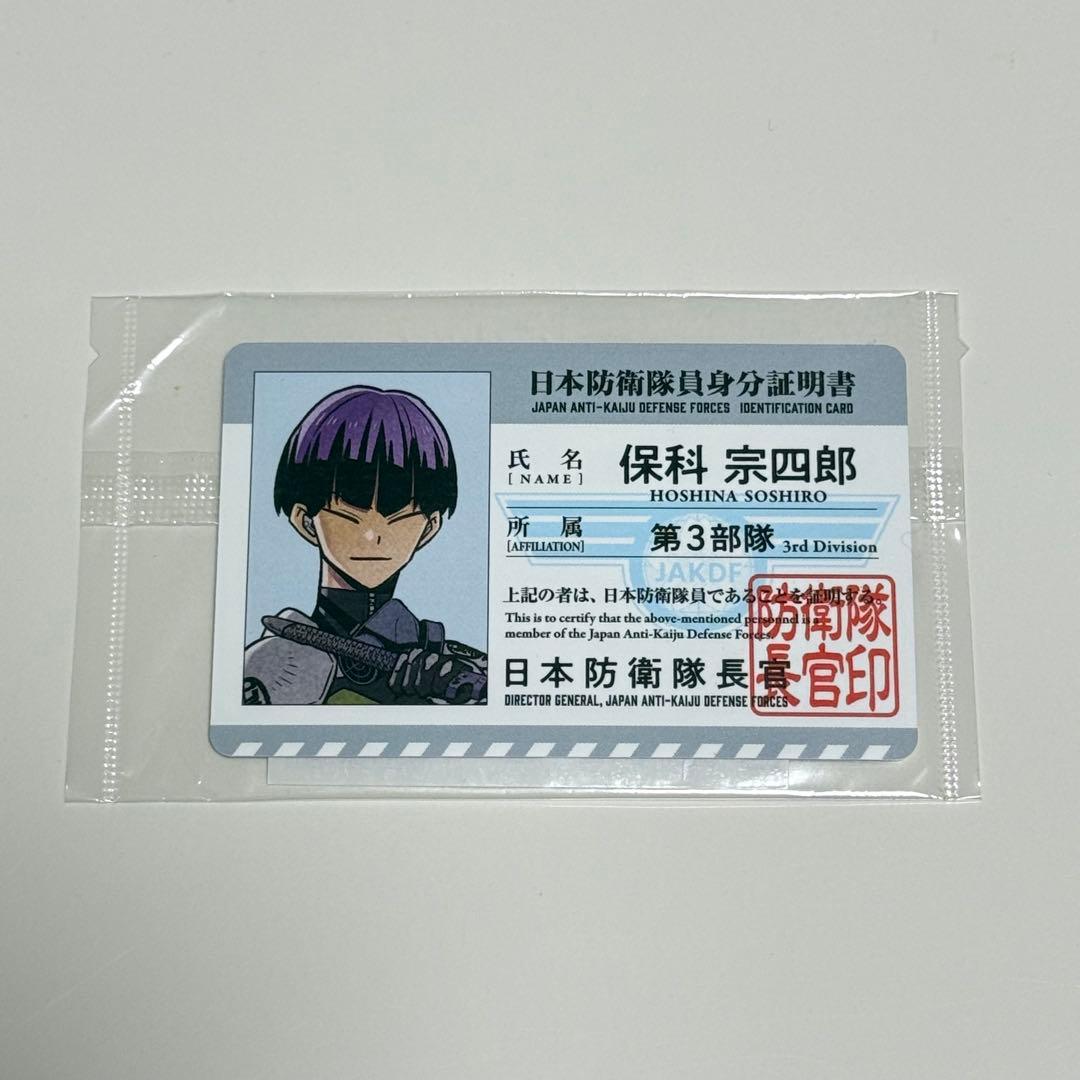 日本防衛隊員身分証明書
JAPAN ANTI-KAIJU DEFENSE FORCES IDENTIFICATION CARD
氏 名 保科 宗四郎
[NAME] HOSHINA SOSHIRO
所 属 第3部隊 3rd Division
[AFFILIATION]
JAKDF
上記の者は、日本防衛隊員であることを証明する。
This is to certify that the above-mentioned personnel is a
member of the Japan Anti-Kaiju Defense Forces.
日本防衛隊長官
DIRECTOR GENERAL, JAPAN ANTI-KAIJU DEFENSE FORCES
防衛隊
長官印